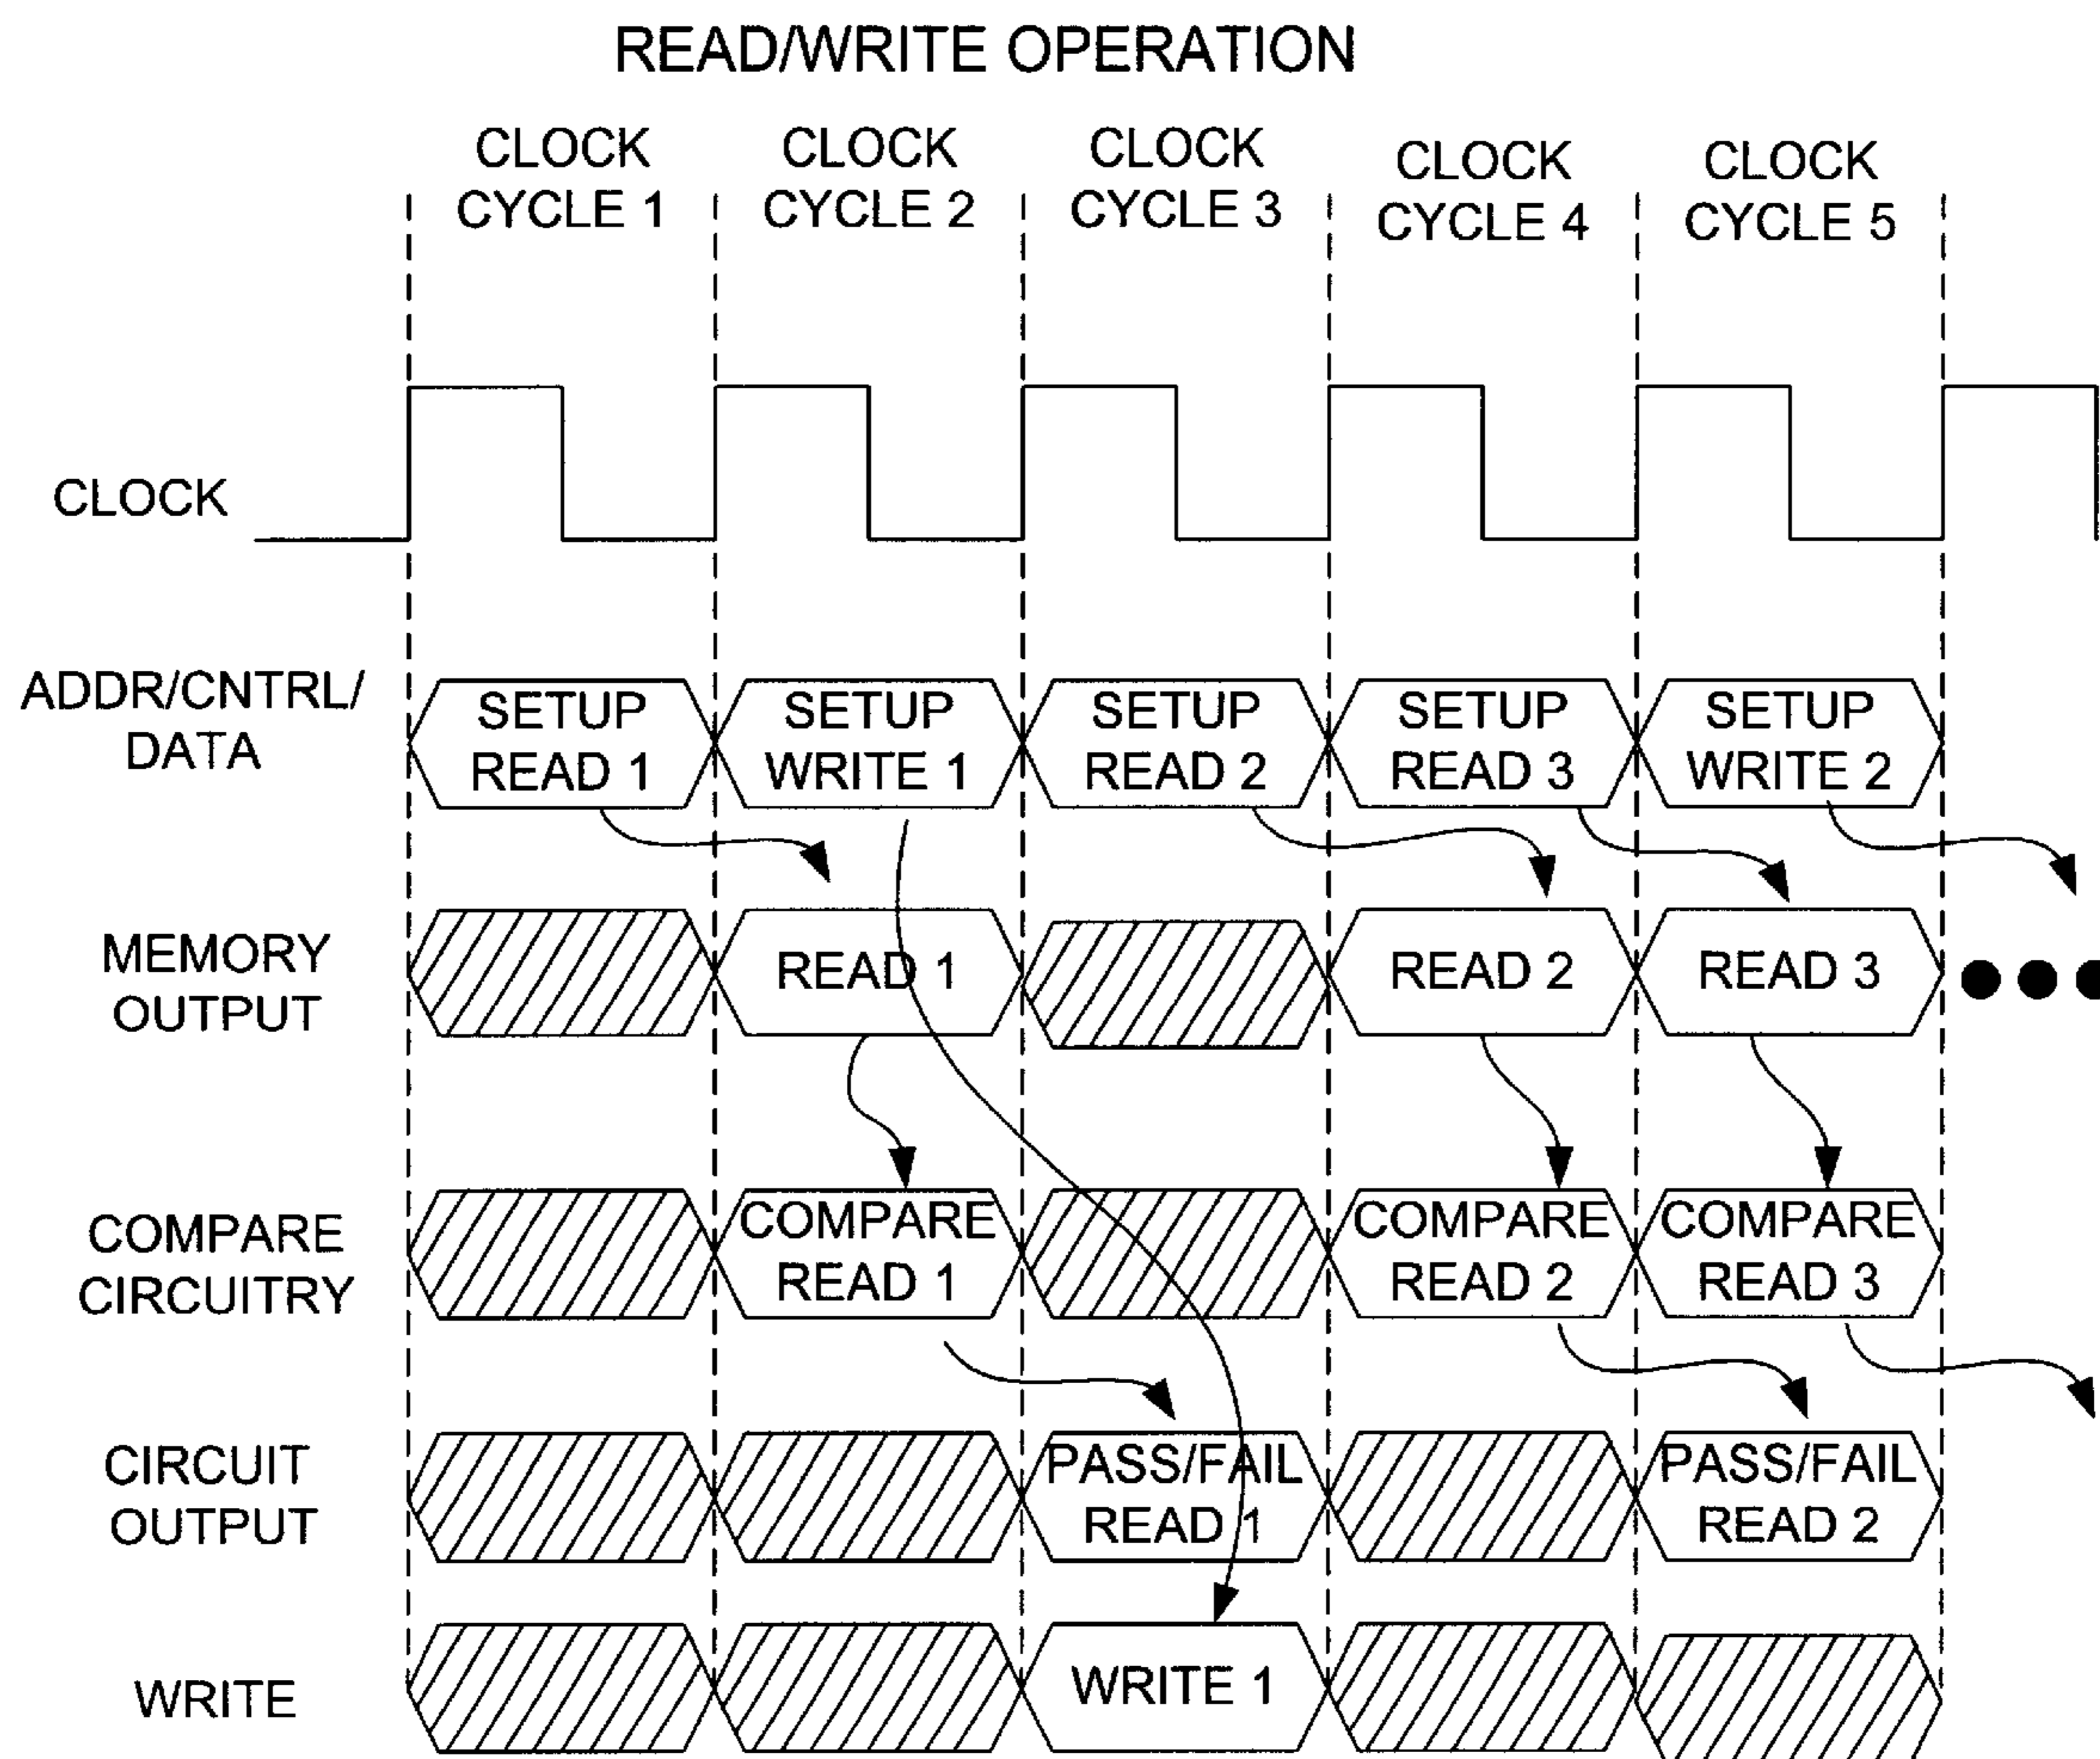 READ/WRITE OPERATION
CLOCK
CYCLE 1
CLOCK
CYCLE 2
CLOCK
CYCLE 3
CLOCK
CYCLE 4
CLOCK
CYCLE 5
CLOCK
ADDR/CNTRL/
DATA
SETUP
READ 1
SETUP
WRITE 1
SETUP
READ 2
SETUP
READ 3
SETUP
WRITE 2
MEMORY
OUTPUT
READ 1
READ 2
READ 3
COMPARE
CIRCUITRY
COMPARE
READ 1
COMPARE
READ 2
COMPARE
READ 3
CIRCUIT
OUTPUT
PASS/FAIL
READ 1
PASS/FAIL
READ 2
WRITE
WRITE 1